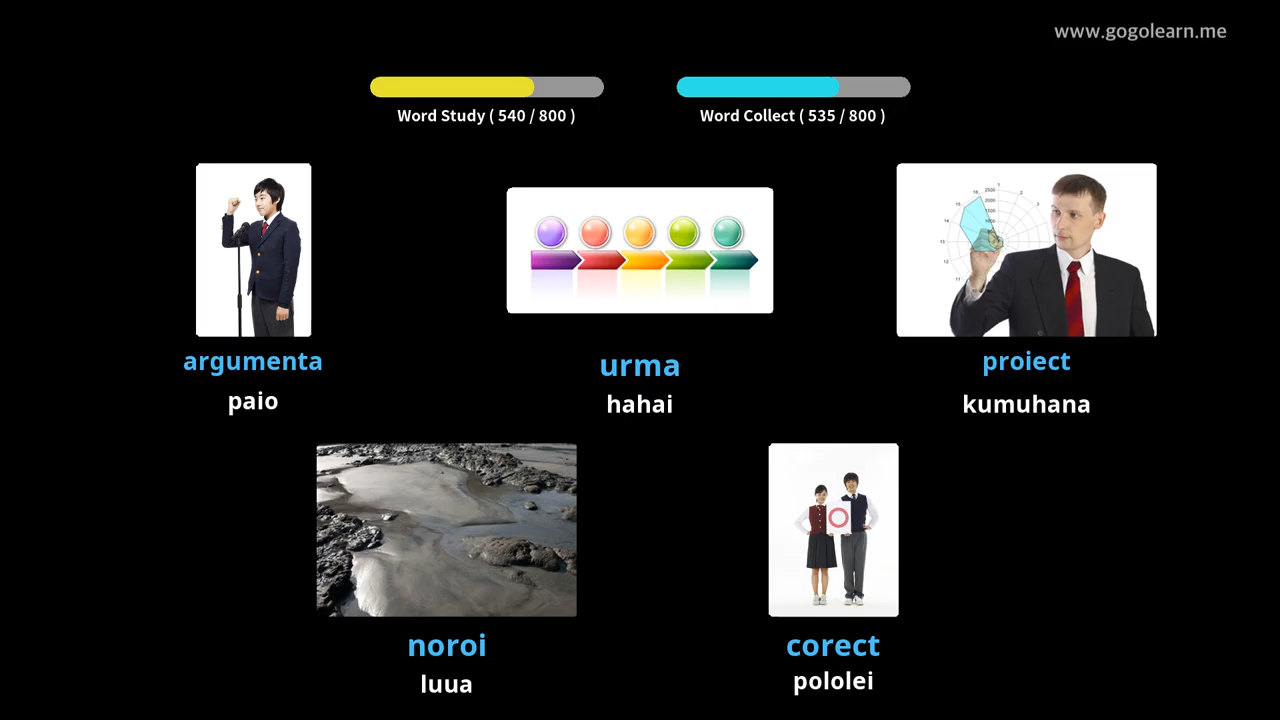 www.gogolearn.me
Word Study ( 540 / 800 )
Word Collect ( 535 / 800 )
argumenta
paio
urma
hahai
proiect
kumuhana
noroi
luua
corect
pololei